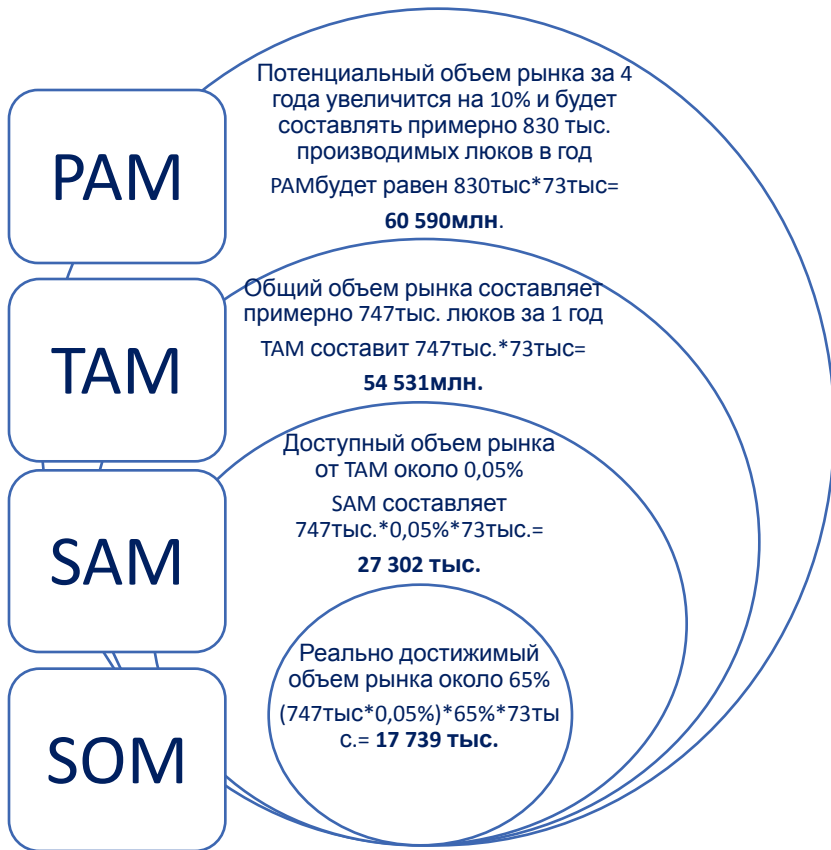 PAM
Потенциальный объем рынка за 4
года увеличится на 10% и будет
составлять примерно 830 тыс.
производимых люков в год
PAMбудет равен 830тыс*73тыс=
60 590млн.
TAM
Общий объем рынка составляет
примерно 747тыс. люков за 1 год
TAM составит 747тыс.*73тыс=
54 531млн.
SAM
Доступный объем рынка
от TAM около 0,05%
SAM составляет
747тыс.*0,05%*73тыс.=
27 302 тыс.
SOM
Реально достижимый
объем рынка около 65%
(747тыс*0,05%)*65%*73ты
с.= 17 739 тыс.